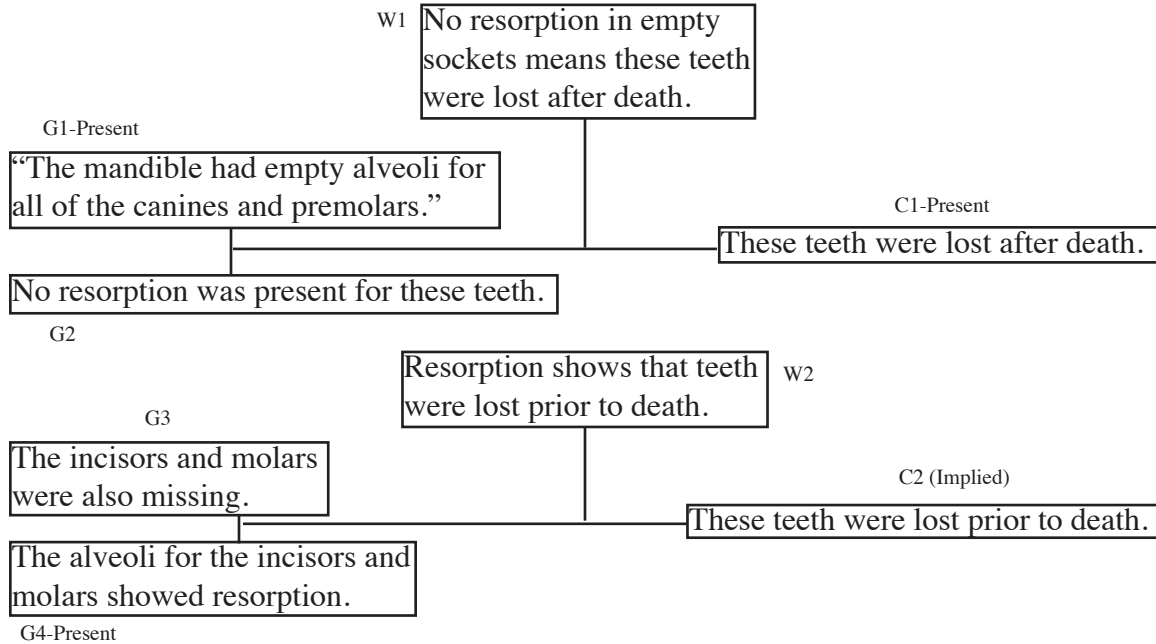 W1
No resorption in empty
sockets means these teeth
were lost after death.
G1-Present
“The mandible had empty alveoli for
all of the canines and premolars.”
C1-Present
These teeth were lost after death.
No resorption was present for these teeth.
G2
Resorption shows that teeth
were lost prior to death.
W2
G3
The incisors and molars
were also missing.
C2 (Implied)
These teeth were lost prior to death.
The alveoli for the incisors and
molars showed resorption.
G4-Present